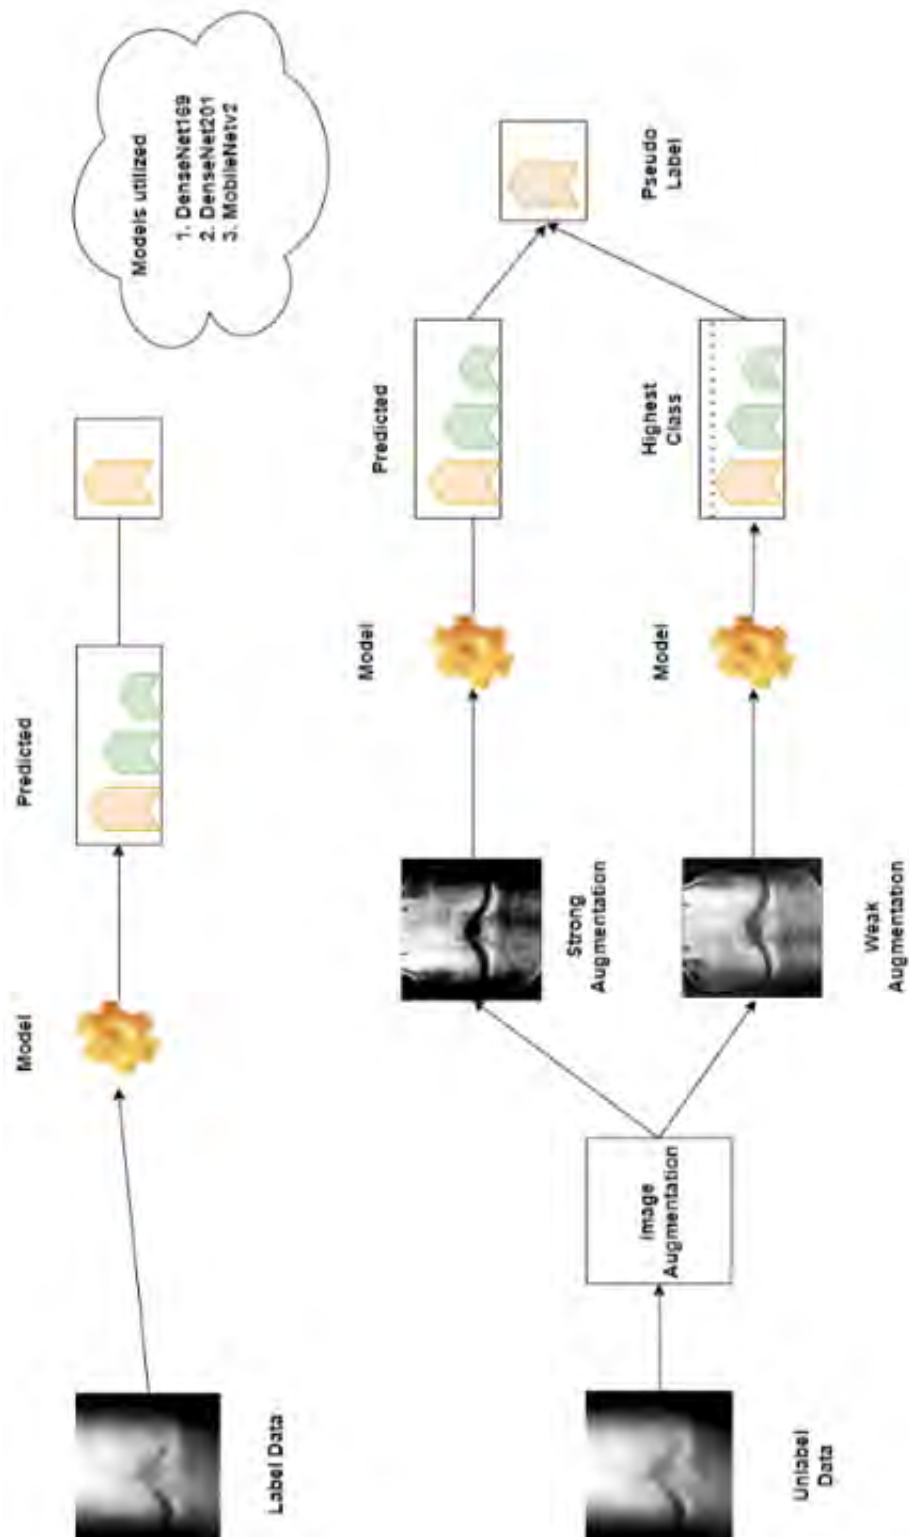 Label Data
Model
Predicted
Models utilized
1. DenseNet169
2. DenseNet201
3. MobileNetv2
Unlabel
Data
Image
Augmentation
Strong
Augmentation
Model
Predicted
Weak
Augmentation
Model
Highest
Class
Pseudo
Label